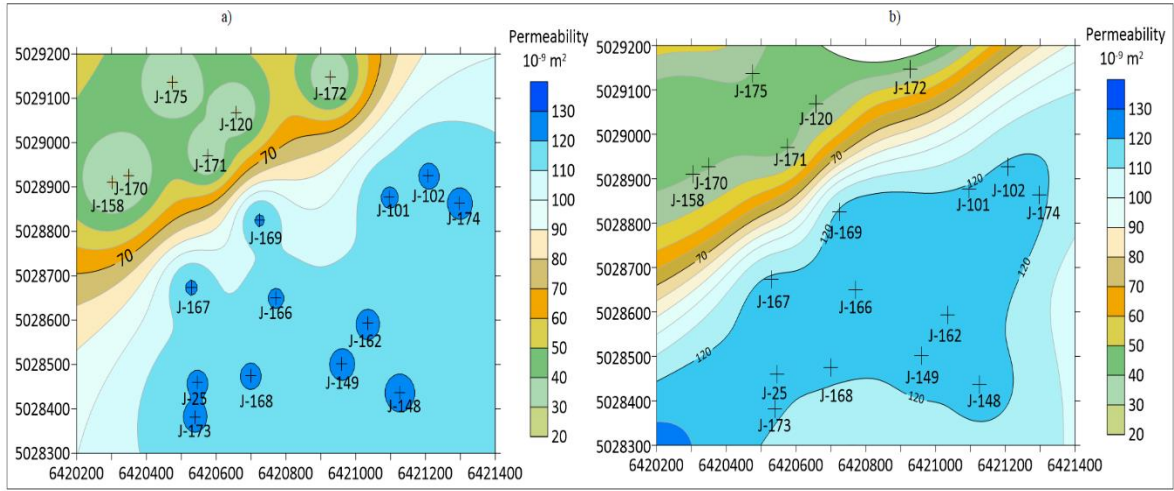 a)
Permeability
10⁻⁹ m²
5029200
5029100
5029000
5028900
5028800
5028700
5028600
5028500
5028400
5028300
6420200 6420400 6420600 6420800 6421000 6421200 6421400
J-175
J-172
J-120
J-171
70
J-170
J-158
J-102
J-101
J-174
J-169
70
J-167
J-166
J-162
J-149
J-168
J-25
J-148
J-173
130
120
110
100
90
80
70
60
50
40
30
20
b)
Permeability
10⁻⁹ m²
5029200
5029100
5029000
5028900
5028800
5028700
5028600
5028500
5028400
5028300
6420200 6420400 6420600 6420800 6421000 6421200 6421400
J-172
J-175
J-120
J-171
70
J-170
J-158
120
J-102
J-101
J-174
J-169
120
70
J-167
120
J-166
J-162
120
J-149
J-25
J-168
120
J-148
J-173
130
120
110
100
90
80
70
60
50
40
30
20